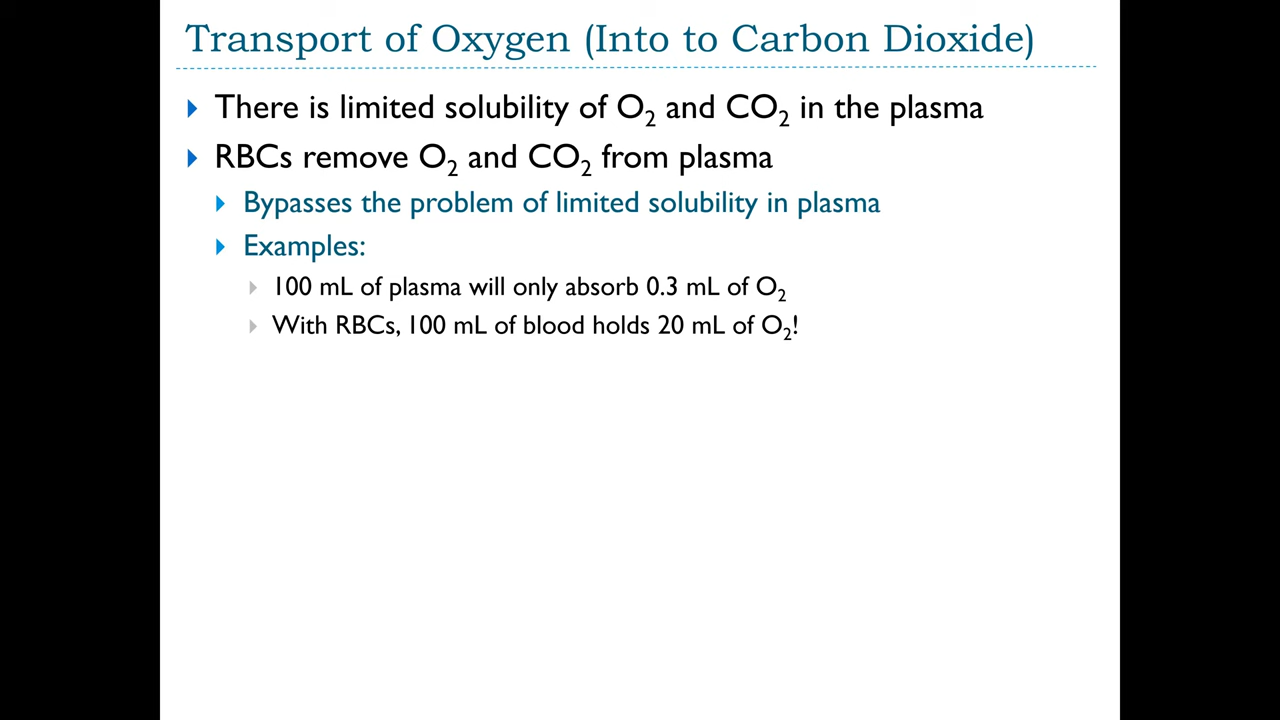 Transport of Oxygen (Into to Carbon Dioxide)
There is limited solubility of O₂ and CO₂ in the plasma
RBCs remove O₂ and CO₂ from plasma
Bypasses the problem of limited solubility in plasma
Examples:
100 mL of plasma will only absorb 0.3 mL of O₂
With RBCs, 100 mL of blood holds 20 mL of O₂!